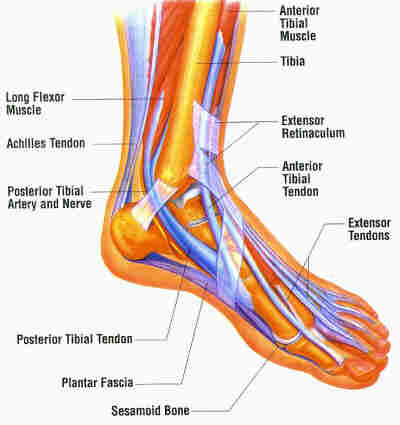 Anterior
Tibial
Muscle
Tibia
Long Flexor
Muscle
Extensor
Retinaculum
Achilles Tendon
Anterior
Tibial
Tendon
Posterior Tibial
Artery and Nerve
Extensor
Tendons
Posterior Tibial Tendon
Plantar Fascia
Sesamoid Bone